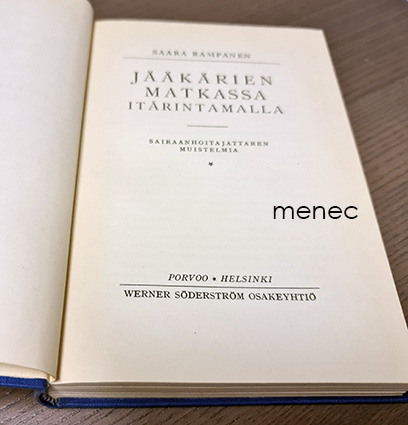 SAARA RAMPANEN
JÄÄKÄRIEN
MATKASSA
ITÄRINTAMALLA
SAIRAANHOITAJATTAREN
MUISTELMIA
*
menec
PORVOO • HELSINKI
WERNER SÖDERSTRÖM OSAKEYHTIÖ